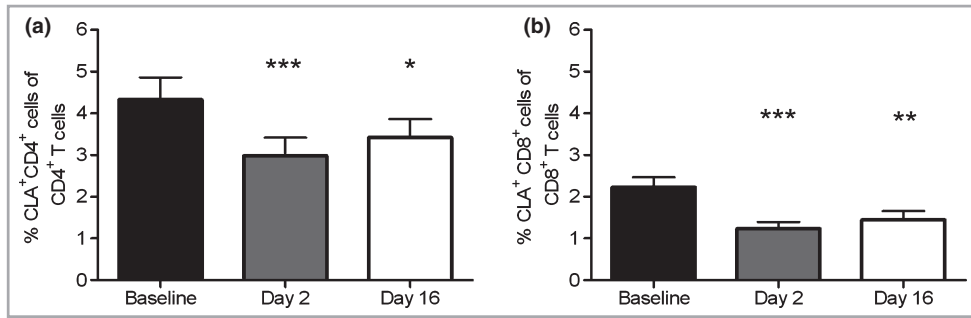 (a)
% CLA⁺CD4⁺ cells of
CD4⁺ T cells
6
5
4
3
2
1
0
***
*
Baseline
Day 2
Day 16
(b)
% CLA⁺ CD8⁺ cells of
CD8⁺ T cells
6
5
4
3
2
1
0
***
**
Baseline
Day 2
Day 16